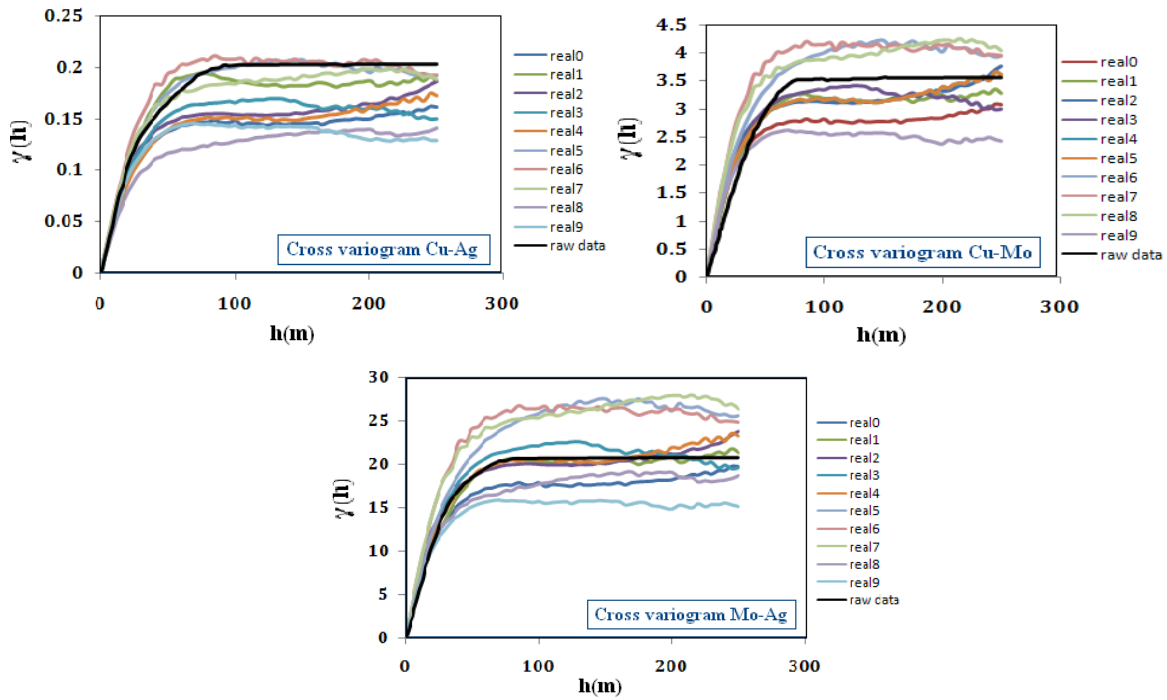 0.25
0.2
0.15
0.1
0.05
0
γ(h)
0
100
200
300
h(m)
Cross variogram Cu-Ag
real0
real1
real2
real3
real4
real5
real6
real7
real8
real9
raw data
4.5
4
3.5
3
2.5
2
1.5
1
0.5
0
γ(h)
0
100
200
300
h(m)
Cross variogram Cu-Mo
real0
real1
real2
real3
real4
real5
real6
real7
real8
real9
raw data
30
25
20
15
10
5
0
γ(h)
0
100
200
300
h(m)
Cross variogram Mo-Ag
real0
real1
real2
real3
real4
real5
real6
real7
real8
real9
raw data